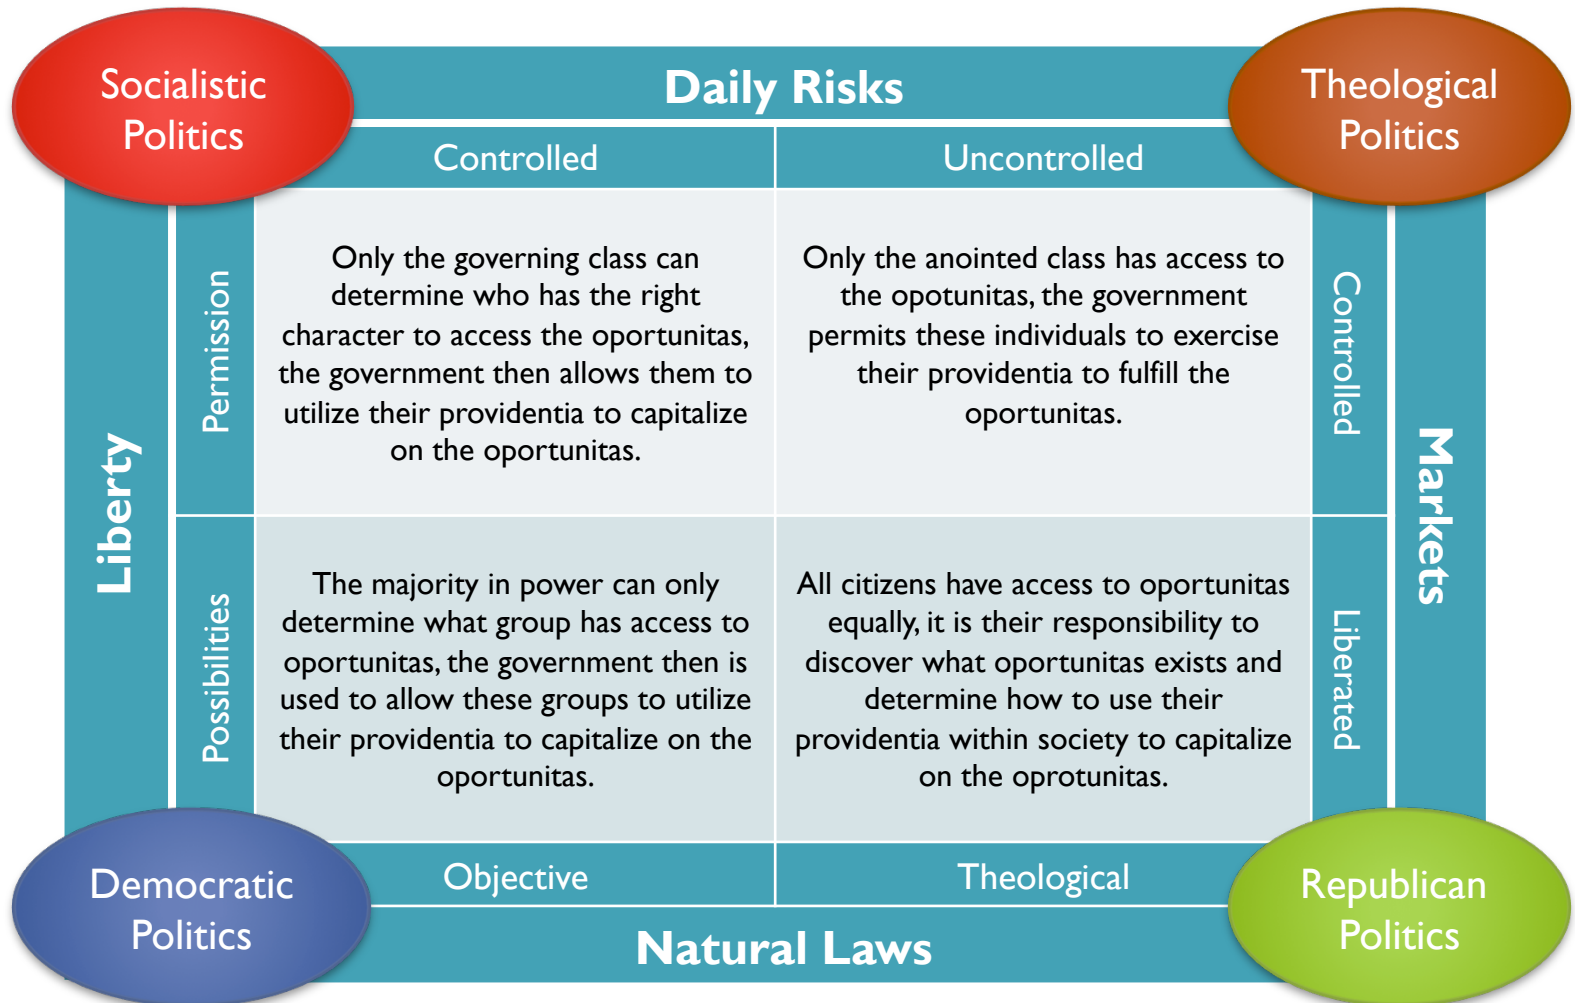 Socialistic
Politics
Daily Risks
Theological
Politics
Controlled
Uncontrolled
Liberty
Permission
Only the governing class can
determine who has the right
character to access the oportunitas,
the government then allows them to
utilize their providentia to capitalize
on the oportunitas.
Only the anointed class has access to
the opotunitas, the government
permits these individuals to exercise
their providentia to fulfill the
oportunitas.
Controlled
Markets
Possibilities
The majority in power can only
determine what group has access to
oportunitas, the government then is
used to allow these groups to utilize
their providentia to capitalize on the
oportunitas.
All citizens have access to oportunitas
equally, it is their responsibility to
discover what oportunitas exists and
determine how to use their
providentia within society to capitalize
on the oprotunitas.
Liberated
Democratic
Politics
Objective
Theological
Natural Laws
Republican
Politics